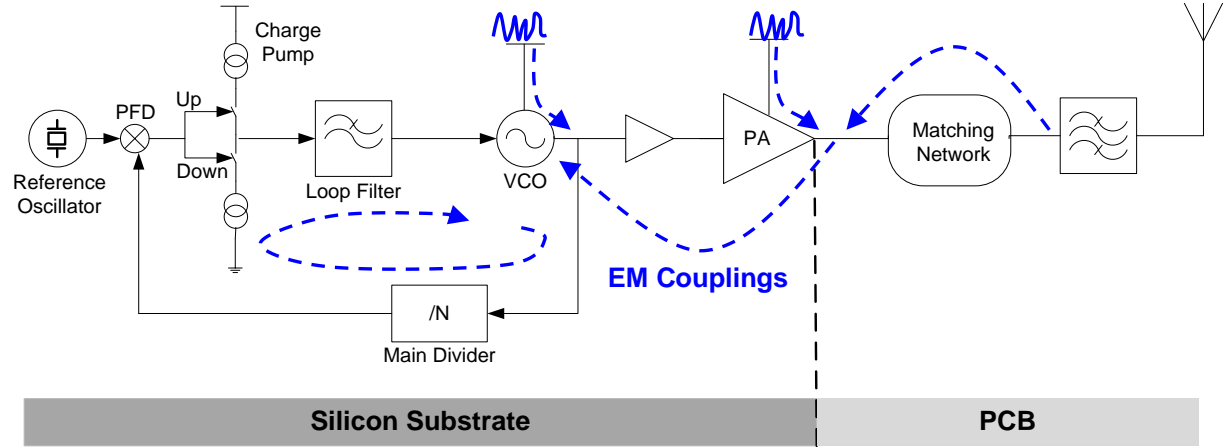 Charge
Pump
PFD
Up
Down
Reference
Oscillator
Loop Filter
VCO
PA
Matching
Network
EM Couplings
/N
Main Divider
Silicon Substrate
PCB